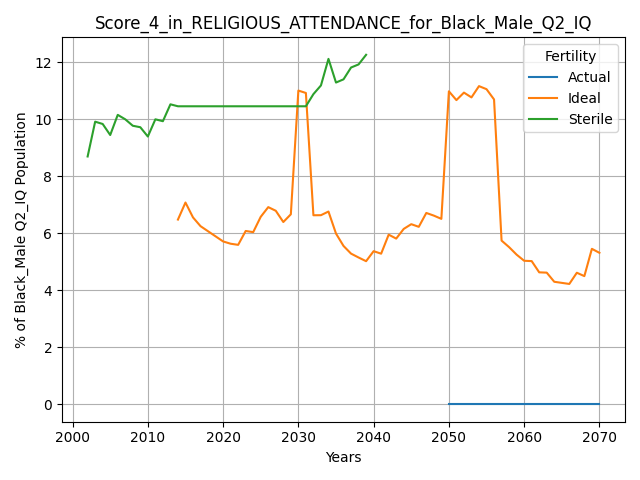 Score_4_in_RELIGIOUS_ATTENDANCE_for_Black_Male_Q2_IQ
Fertility
Actual
Ideal
Sterile
% of Black_Male Q2_IQ Population
12
10
8
6
4
2
0
2000 2010 2020 2030 2040 2050 2060 2070
Years